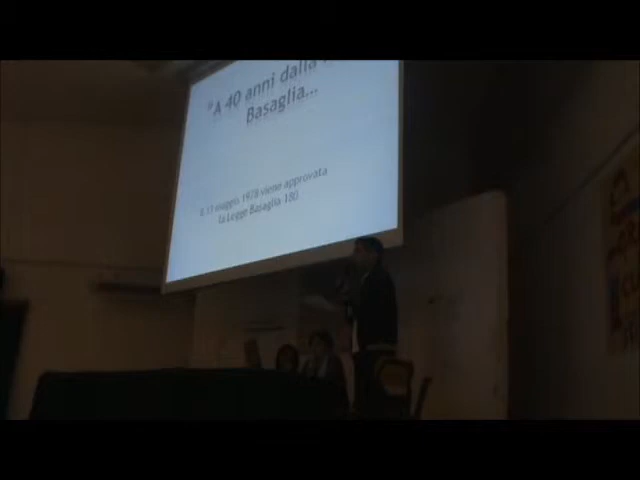 "A 40 anni dalla
Basaglia...
Il 13 maggio 1978 viene approvata
la Legge Basaglia 180